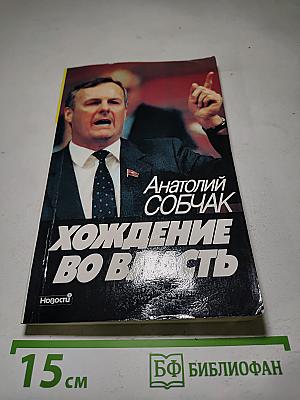 Анатолий
СОБЧАК
ХОЖДЕНИЕ
ВО ВЛАСТЬ
Новости
15 см
БФ БИБЛИОФАН